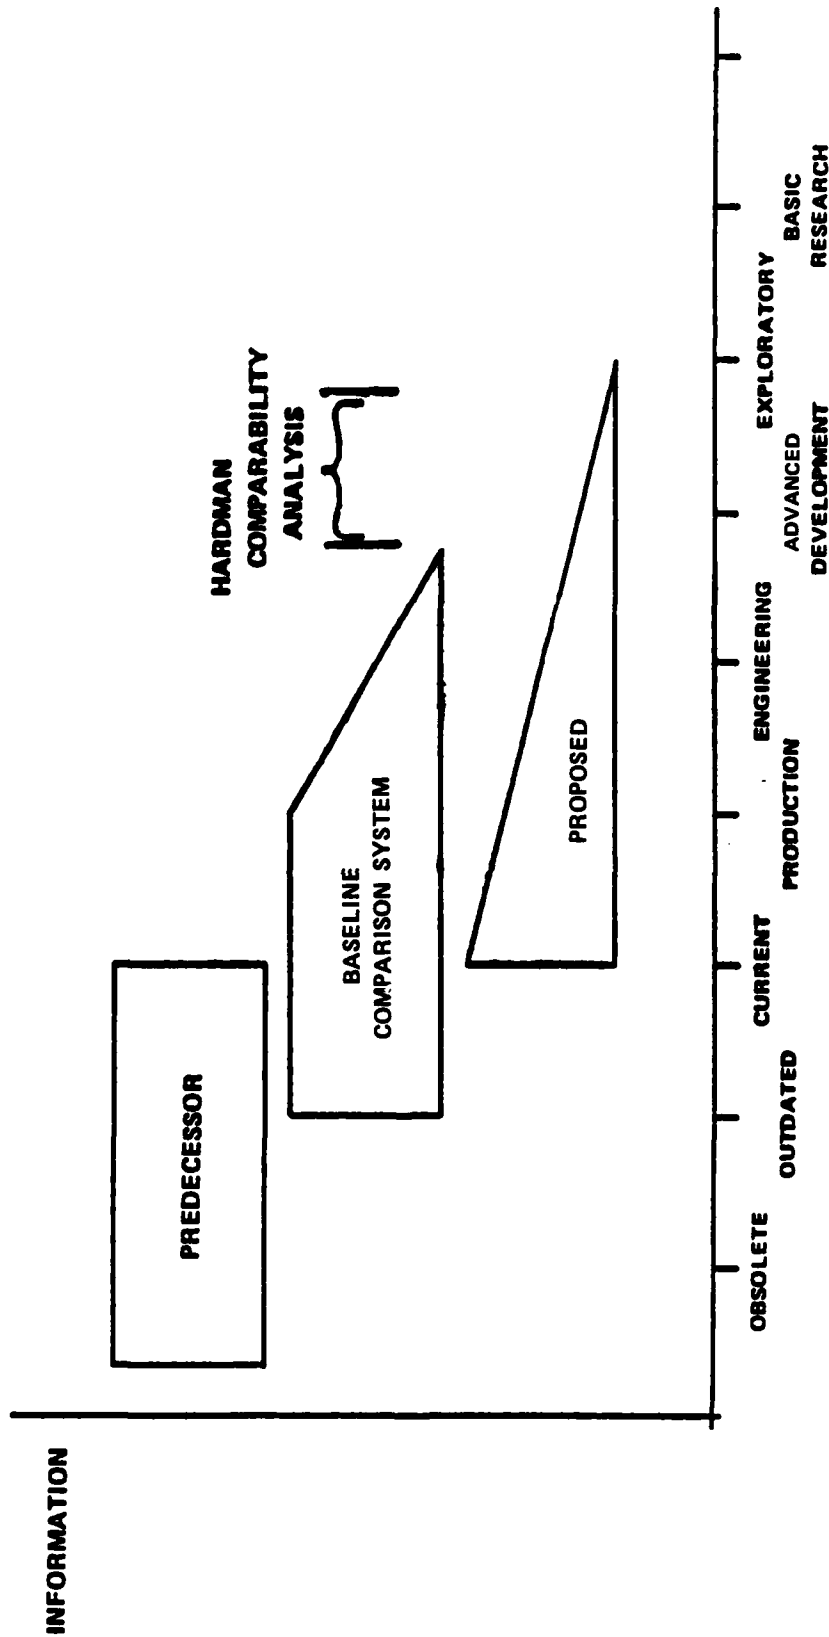 INFORMATION
PREDECESSOR
HARDMAN
COMPARABILITY
ANALYSIS
BASELINE
COMPARISON SYSTEM
PROPOSED
OBSOLETE
OUTDATED
CURRENT
PRODUCTION
ENGINEERING
ADVANCED
DEVELOPMENT
EXPLORATORY
BASIC
RESEARCH